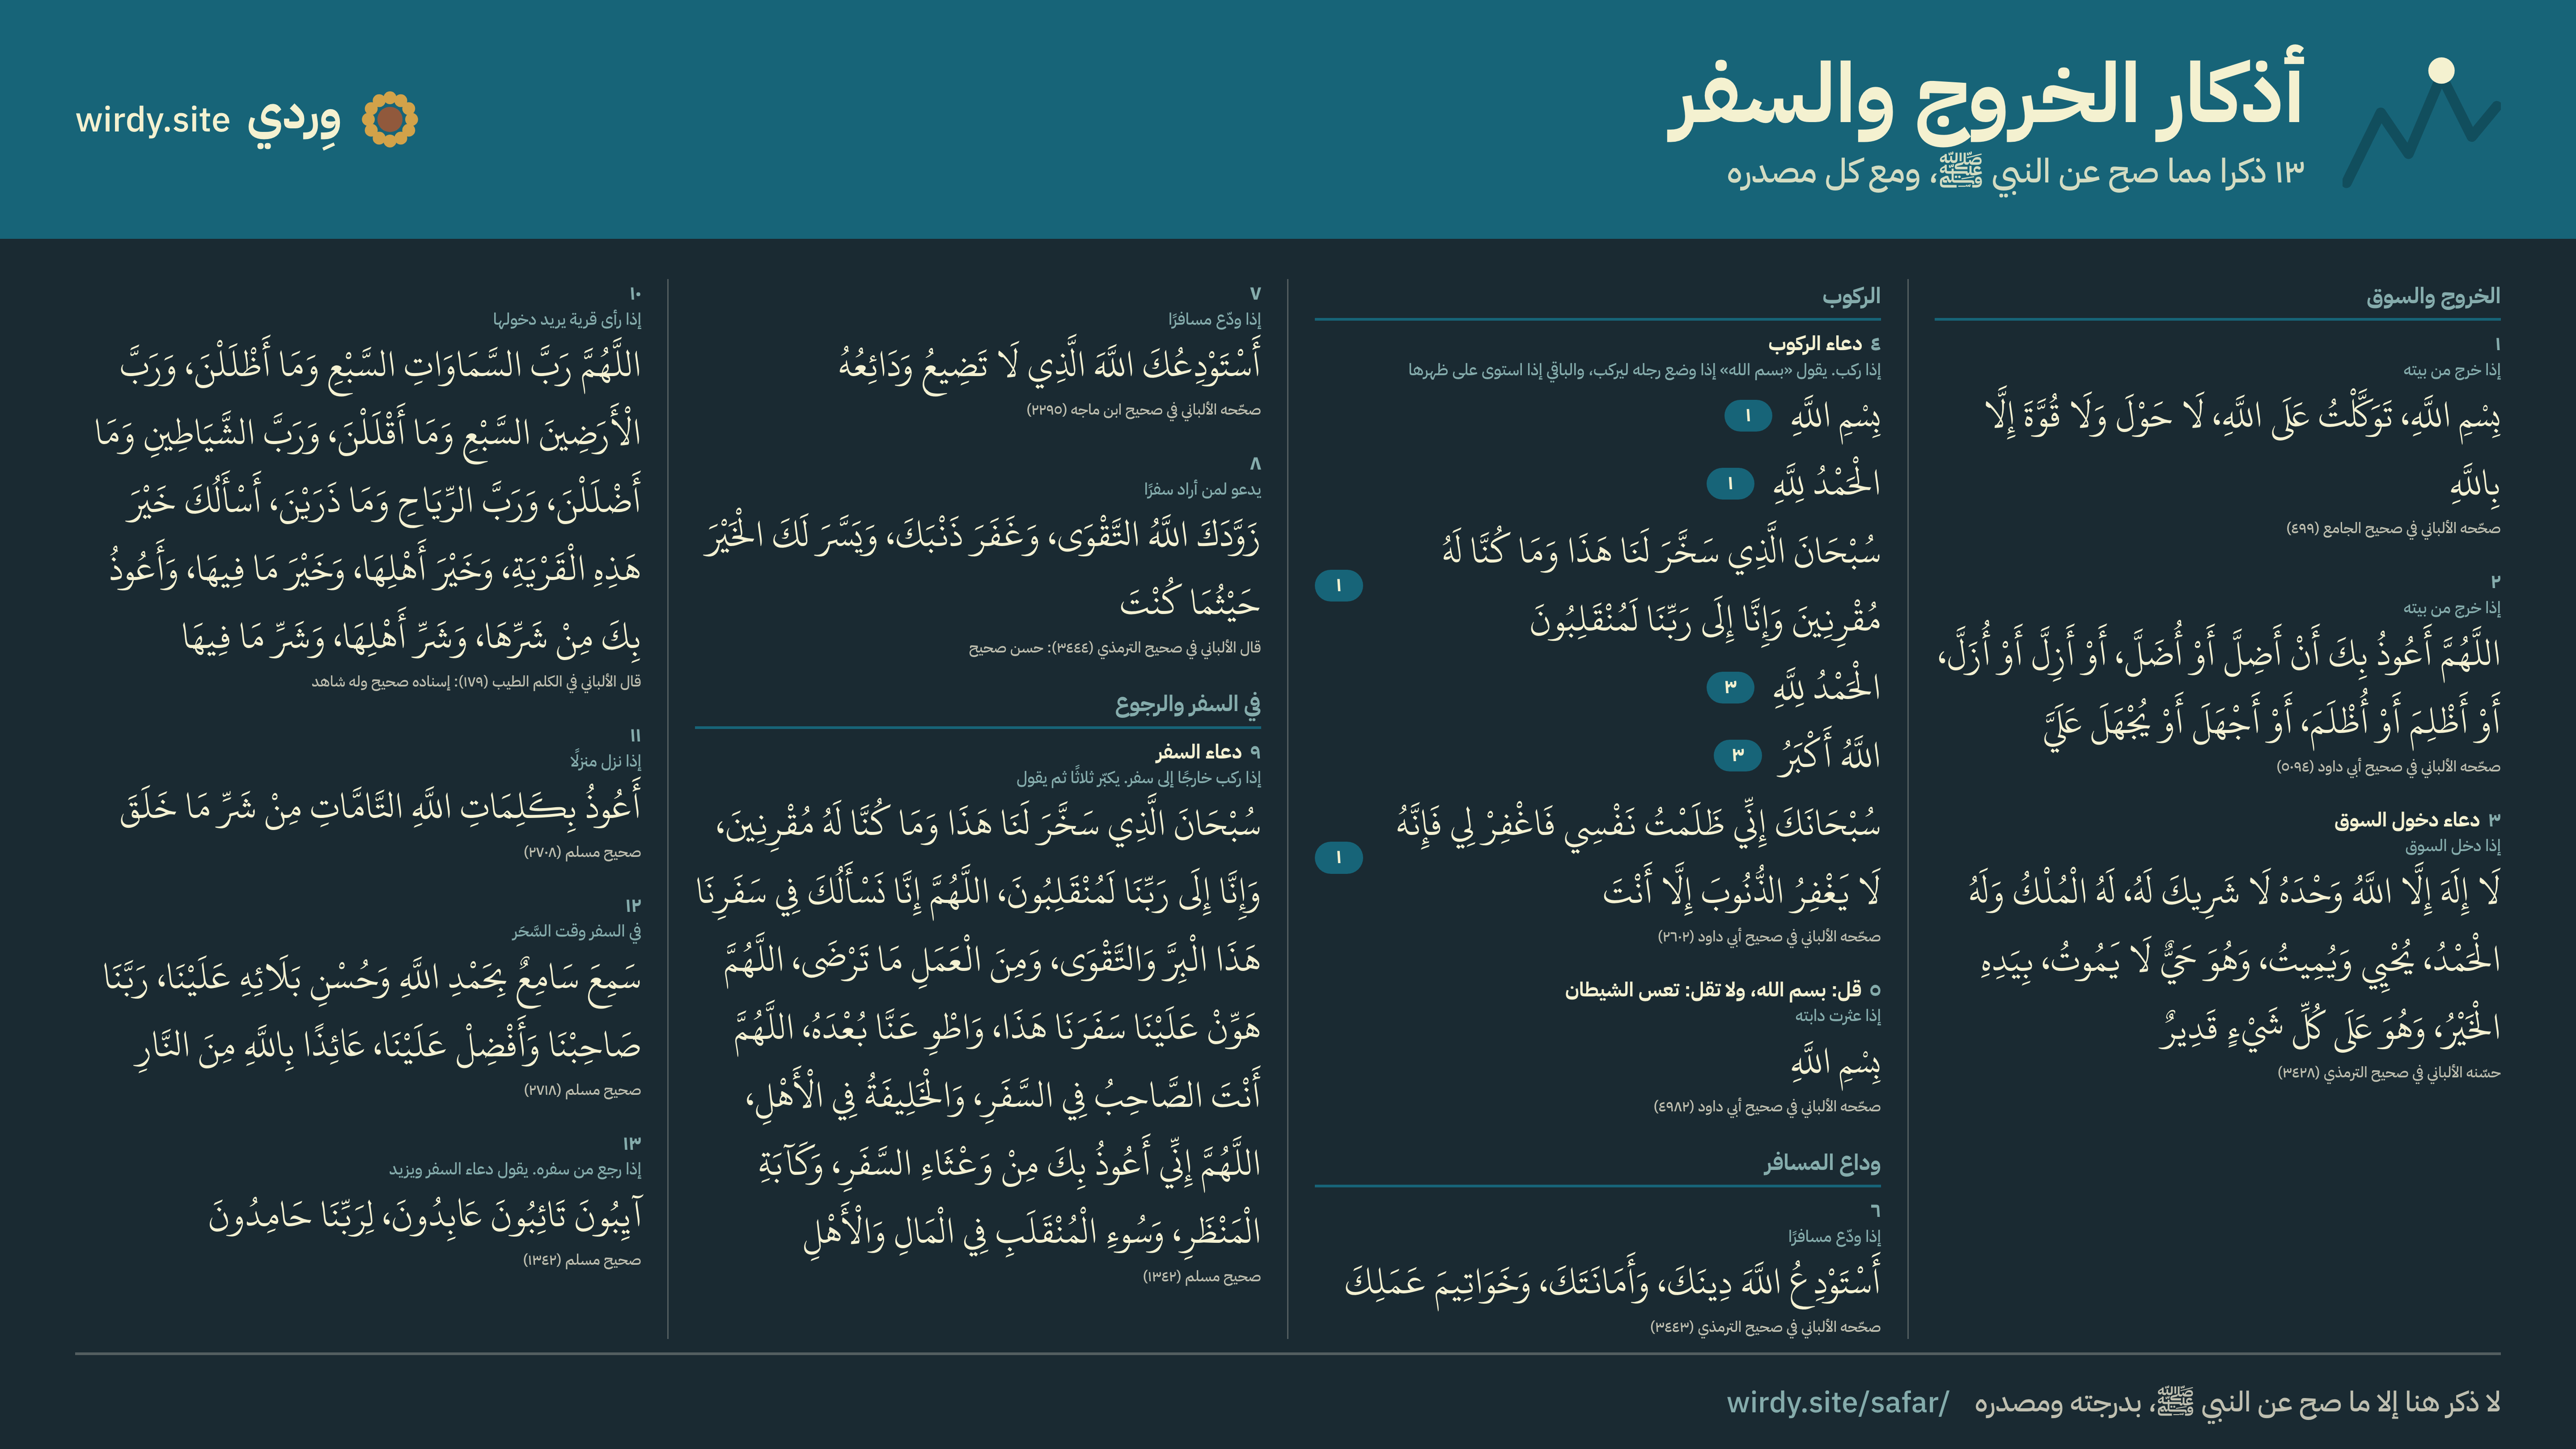 أذكار الخروج والسفر
١٣ ذكرا مما صح عن النبي ﷺ، ومع كل مصدره
وِردي wirdy.site
الخروج والسوق
١
إذا خرج من بيته
بِسْمِ اللَّهِ، تَوَكَّلْتُ عَلَى اللَّهِ، لَا حَوْلَ وَلَا قُوَّةَ إِلَّا
بِاللَّهِ
صحّحه الألباني في صحيح الجامع (٤٩٩)
٢
إذا خرج من بيته
اللَّهُمَّ أَعُوذُ بِكَ أَنْ أَضِلَّ أَوْ أُضَلَّ، أَوْ أَزِلَّ أَوْ أُزَلَّ،
أَوْ أَظْلِمَ أَوْ أُظْلَمَ، أَوْ أَجْهَلَ أَوْ يُجْهَلَ عَلَيَّ
صحّحه الألباني في صحيح أبي داود (٥٠٩٤)
٣ دعاء دخول السوق
إذا دخل السوق
لَا إِلَهَ إِلَّا اللَّهُ وَحْدَهُ لَا شَرِيكَ لَهُ، لَهُ الْمُلْكُ وَلَهُ
الْحَمْدُ، يُحْيِي وَيُمِيتُ، وَهُوَ حَيٌّ لَا يَمُوتُ، بِيَدِهِ
الْخَيْرُ، وَهُوَ عَلَى كُلِّ شَيْءٍ قَدِيرٌ
حسّنه الألباني في صحيح الترمذي (٣٤٢٨)
الركوب
٤ دعاء الركوب
إذا ركب. يقول «بسم الله» إذا وضع رجله ليركب، والباقي إذا استوى على ظهرها
بِسْمِ اللَّهِ ١
الْحَمْدُ لِلَّهِ ١
سُبْحَانَ الَّذِي سَخَّرَ لَنَا هَذَا وَمَا كُنَّا لَهُ
مُقْرِنِينَ وَإِنَّا إِلَى رَبِّنَا لَمُنْقَلِبُونَ
١
الْحَمْدُ لِلَّهِ ٣
اللَّهُ أَكْبَرُ ٣
سُبْحَانَكَ إِنِّي ظَلَمْتُ نَفْسِي فَاغْفِرْ لِي فَإِنَّهُ
لَا يَغْفِرُ الذُّنُوبَ إِلَّا أَنْتَ
١
صحّحه الألباني في صحيح أبي داود (٢٦٠٢)
٥ قل: بسم الله، ولا تقل: تعس الشيطان
إذا عثرت دابته
بِسْمِ اللَّهِ
صحّحه الألباني في صحيح أبي داود (٤٩٨٢)
وداع المسافر
٦
إذا ودّع مسافرًا
أَسْتَوْدِعُ اللَّهَ دِينَكَ، وَأَمَانَتَكَ، وَخَوَاتِيمَ عَمَلِكَ
صحّحه الألباني في صحيح الترمذي (٣٤٤٣)
٧
إذا ودّع مسافرًا
أَسْتَوْدِعُكَ اللَّهَ الَّذِي لَا تَضِيعُ وَدَائِعُهُ
صحّحه الألباني في صحيح ابن ماجه (٢٢٩٥)
٨
يدعو لمن أراد سفرًا
زَوَّدَكَ اللَّهُ التَّقْوَى، وَغَفَرَ ذَنْبَكَ، وَيَسَّرَ لَكَ الْخَيْرَ
حَيْثُمَا كُنْتَ
قال الألباني في صحيح الترمذي (٣٤٤٤): حسن صحيح
في السفر والرجوع
٩ دعاء السفر
إذا ركب خارجًا إلى سفر. يكبّر ثلاثًا ثم يقول
سُبْحَانَ الَّذِي سَخَّرَ لَنَا هَذَا وَمَا كُنَّا لَهُ مُقْرِنِينَ،
وَإِنَّا إِلَى رَبِّنَا لَمُنْقَلِبُونَ، اللَّهُمَّ إِنَّا نَسْأَلُكَ فِي سَفَرِنَا
هَذَا الْبِرَّ وَالتَّقْوَى، وَمِنَ الْعَمَلِ مَا تَرْضَى، اللَّهُمَّ
هَوِّنْ عَلَيْنَا سَفَرَنَا هَذَا، وَاطْوِ عَنَّا بُعْدَهُ، اللَّهُمَّ
أَنْتَ الصَّاحِبُ فِي السَّفَرِ، وَالْخَلِيفَةُ فِي الْأَهْلِ،
اللَّهُمَّ إِنِّي أَعُوذُ بِكَ مِنْ وَعْثَاءِ السَّفَرِ، وَكَآبَةِ
الْمَنْظَرِ، وَسُوءِ الْمُنْقَلَبِ فِي الْمَالِ وَالْأَهْلِ
صحيح مسلم (١٣٤٢)
١٠
إذا رأى قرية يريد دخولها
اللَّهُمَّ رَبَّ السَّمَاوَاتِ السَّبْعِ وَمَا أَظْلَلْنَ، وَرَبَّ
الْأَرَضِينَ السَّبْعِ وَمَا أَقْلَلْنَ، وَرَبَّ الشَّيَاطِينِ وَمَا
أَضْلَلْنَ، وَرَبَّ الرِّيَاحِ وَمَا ذَرَيْنَ، أَسْأَلُكَ خَيْرَ
هَذِهِ الْقَرْيَةِ، وَخَيْرَ أَهْلِهَا، وَخَيْرَ مَا فِيهَا، وَأَعُوذُ
بِكَ مِنْ شَرِّهَا، وَشَرِّ أَهْلِهَا، وَشَرِّ مَا فِيهَا
قال الألباني في الكلم الطيب (١٧٩): إسناده صحيح وله شاهد
١١
إذا نزل منزلًا
أَعُوذُ بِكَلِمَاتِ اللَّهِ التَّامَّاتِ مِنْ شَرِّ مَا خَلَقَ
صحيح مسلم (٢٧٠٨)
١٢
في السفر وقت السَّحَر
سَمِعَ سَامِعٌ بِحَمْدِ اللَّهِ وَحُسْنِ بَلَائِهِ عَلَيْنَا، رَبَّنَا
صَاحِبْنَا وَأَفْضِلْ عَلَيْنَا، عَائِذًا بِاللَّهِ مِنَ النَّارِ
صحيح مسلم (٢٧١٨)
١٣
إذا رجع من سفره. يقول دعاء السفر ويزيد
آيِبُونَ تَائِبُونَ عَابِدُونَ، لِرَبِّنَا حَامِدُونَ
صحيح مسلم (١٣٤٢)
لا ذكر هنا إلا ما صح عن النبي ﷺ، بدرجته ومصدره wirdy.site/safar/